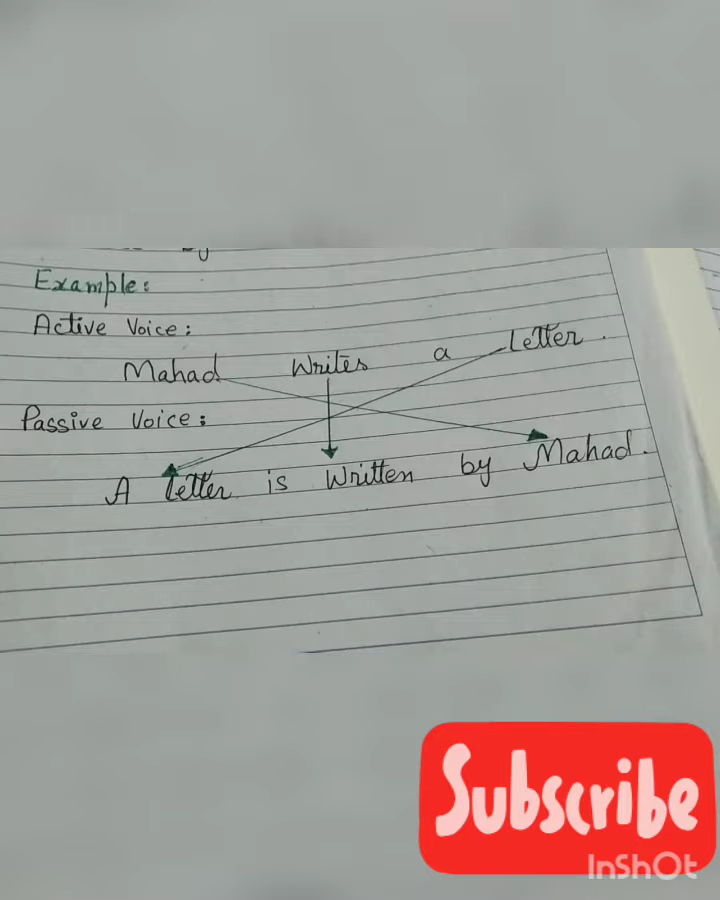 Example:
Active Voice:
Mahad Writes a Letter.
Passive Voice:
A Letter is Written by Mahad.
Subscribe
InShOt